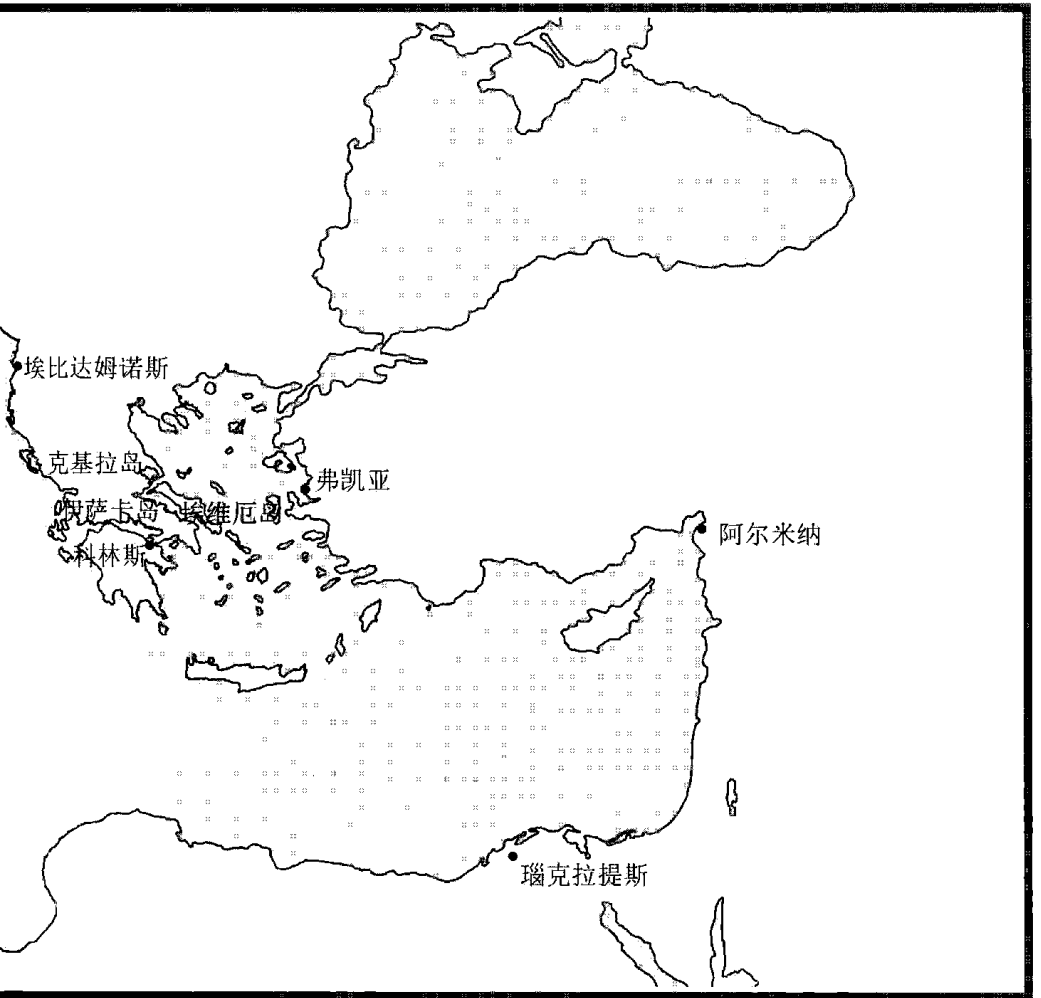 埃比达姆诺斯
克基拉岛
弗凯亚
伊萨卡岛
埃维厄岛
阿尔米纳
科林斯
瑙克拉提斯